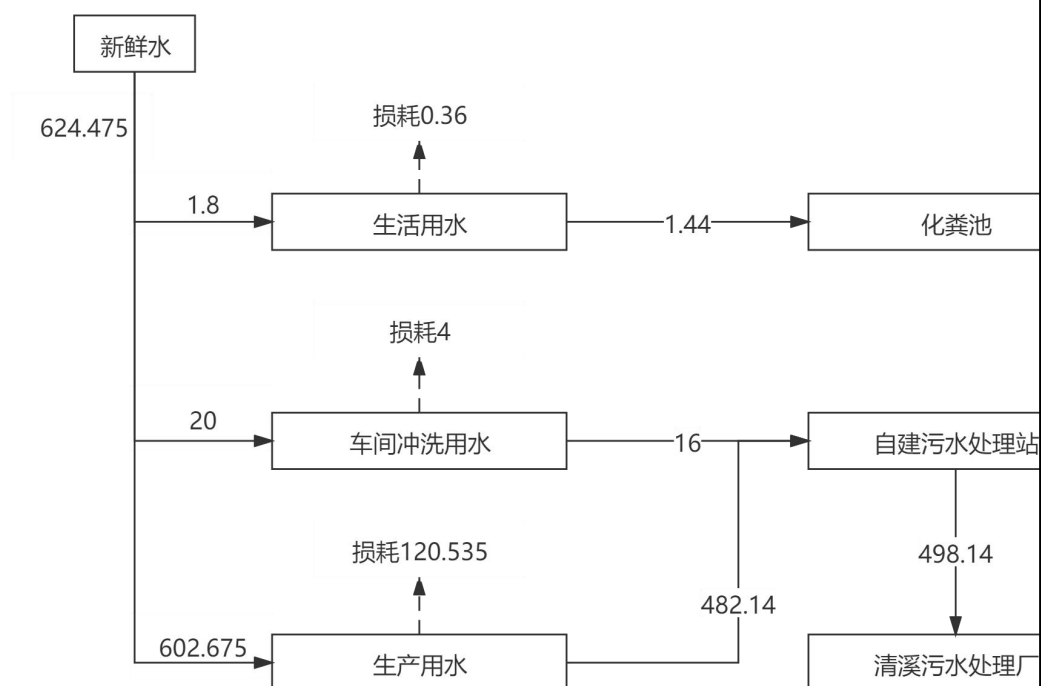 新鲜水
624.475
损耗0.36
1.8
生活用水
1.44
化粪池
损耗4
20
车间冲洗用水
16
自建污水处理站
损耗120.535
498.14
482.14
602.675
生产用水
清溪污水处理厂